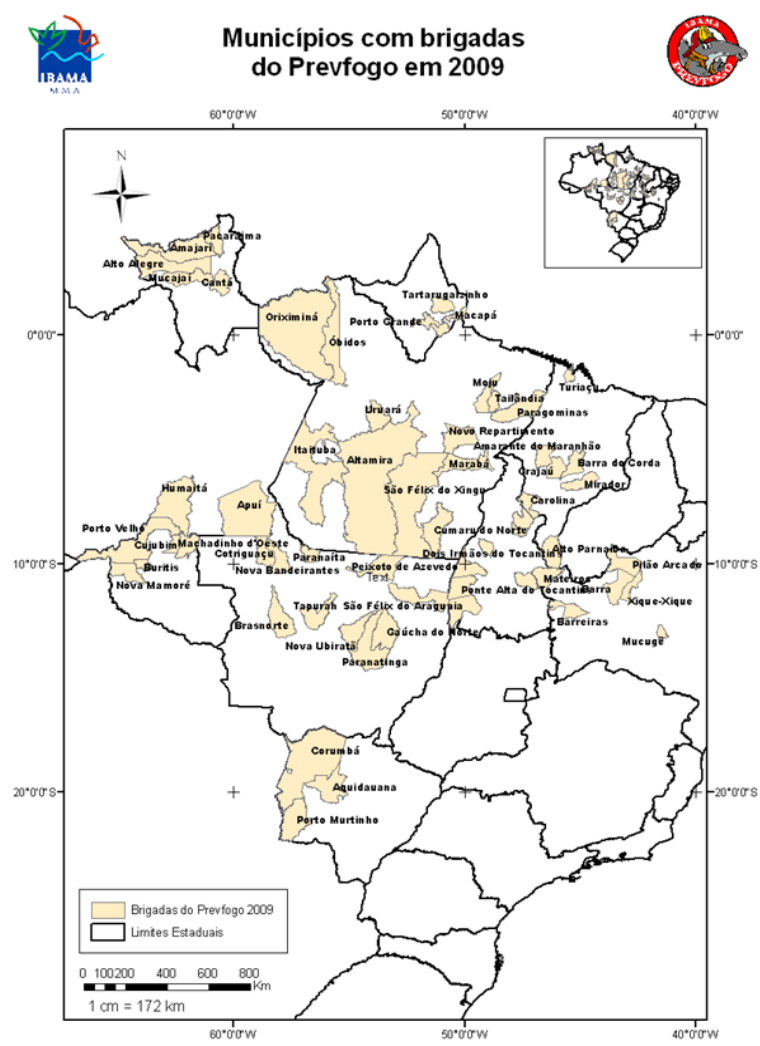 IBAMA
MMA
Municípios com brigadas
do Prevfogo em 2009
IBAMA
PREVFOGO
60°0'0"W 50°0'0"W 40°0'0"W
N
Pacaraima
Amajari
Alto Alegre
Mucajaí
Cantá
Tartarugalzinho
Oriximiná
Porto Grande
Macapá
0°0'0" 0°0'0"
Óbidos
Moju
Turiaçu
Tailândia
Uruará
Paragominas
Novo Repartimento
Itaituba
Amarante do Maranhão
Altamira
Marabá
Grajaú
Barra do Corda
Humaitá
São Félix do Xingu
Mirador
Apuí
Carolina
Porto Velho
Cumaru do Norte
Cujubim
Machadinho d'Oeste
Cotriguaçu
Paranaíta
Dois Irmãos do Tocantins
Alto Parnaíba
10°0'0"S 10°0'0"S
Buritis
Nova Bandeirantes
Peixoto de Azevedo
Pilão Arcado
Text
Nova Mamoré
Mateiros
Ponte Alta do Tocantins
Barra
Xique-Xique
Tapurah
São Félix do Araguaia
Brasnorte
Barreiras
Gaúcha do Norte
Mucugê
Nova Ubiratã
Paranatinga
Corumbá
20°0'0"S 20°0'0"S
Aquidauana
Porto Murtinho
Brigadas do Prevfogo 2009
Limites Estaduais
0 100 200 400 600 800
Km
1 cm = 172 km
60°0'0"W 50°0'0"W 40°0'0"W